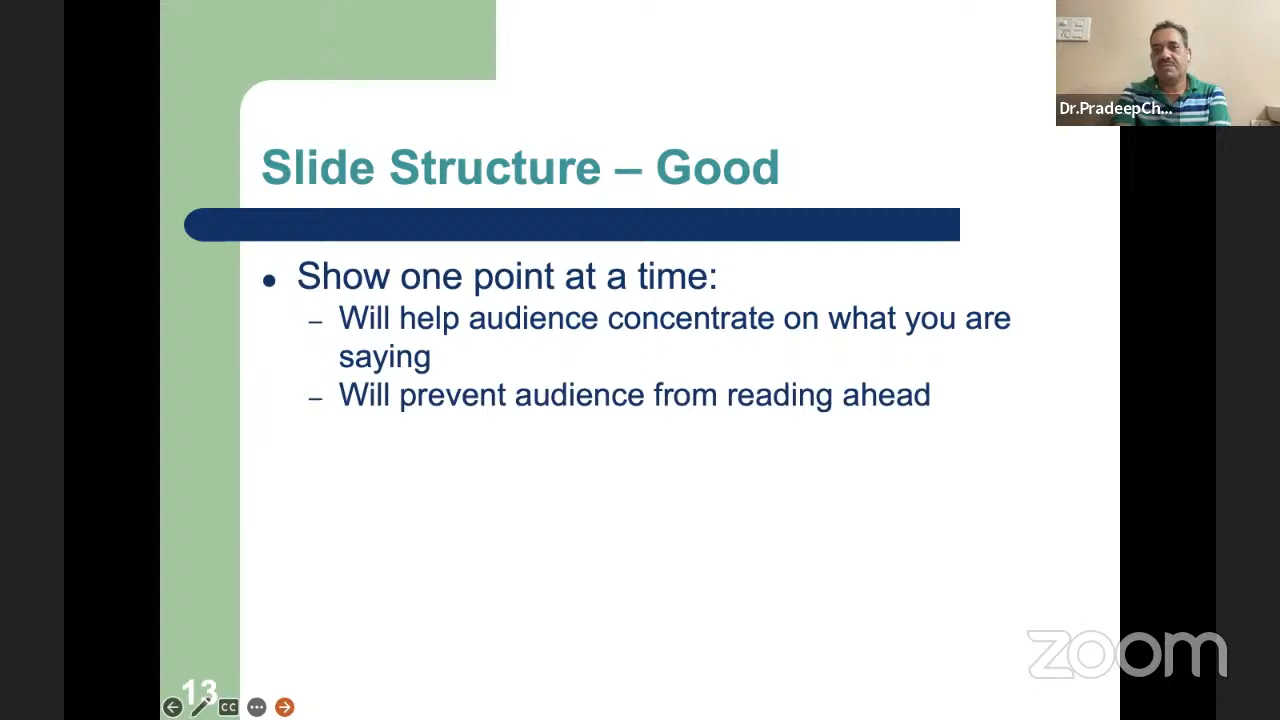 Dr.PradeepCh...
Slide Structure – Good
• Show one point at a time:
– Will help audience concentrate on what you are
saying
– Will prevent audience from reading ahead
zoom
13
CC